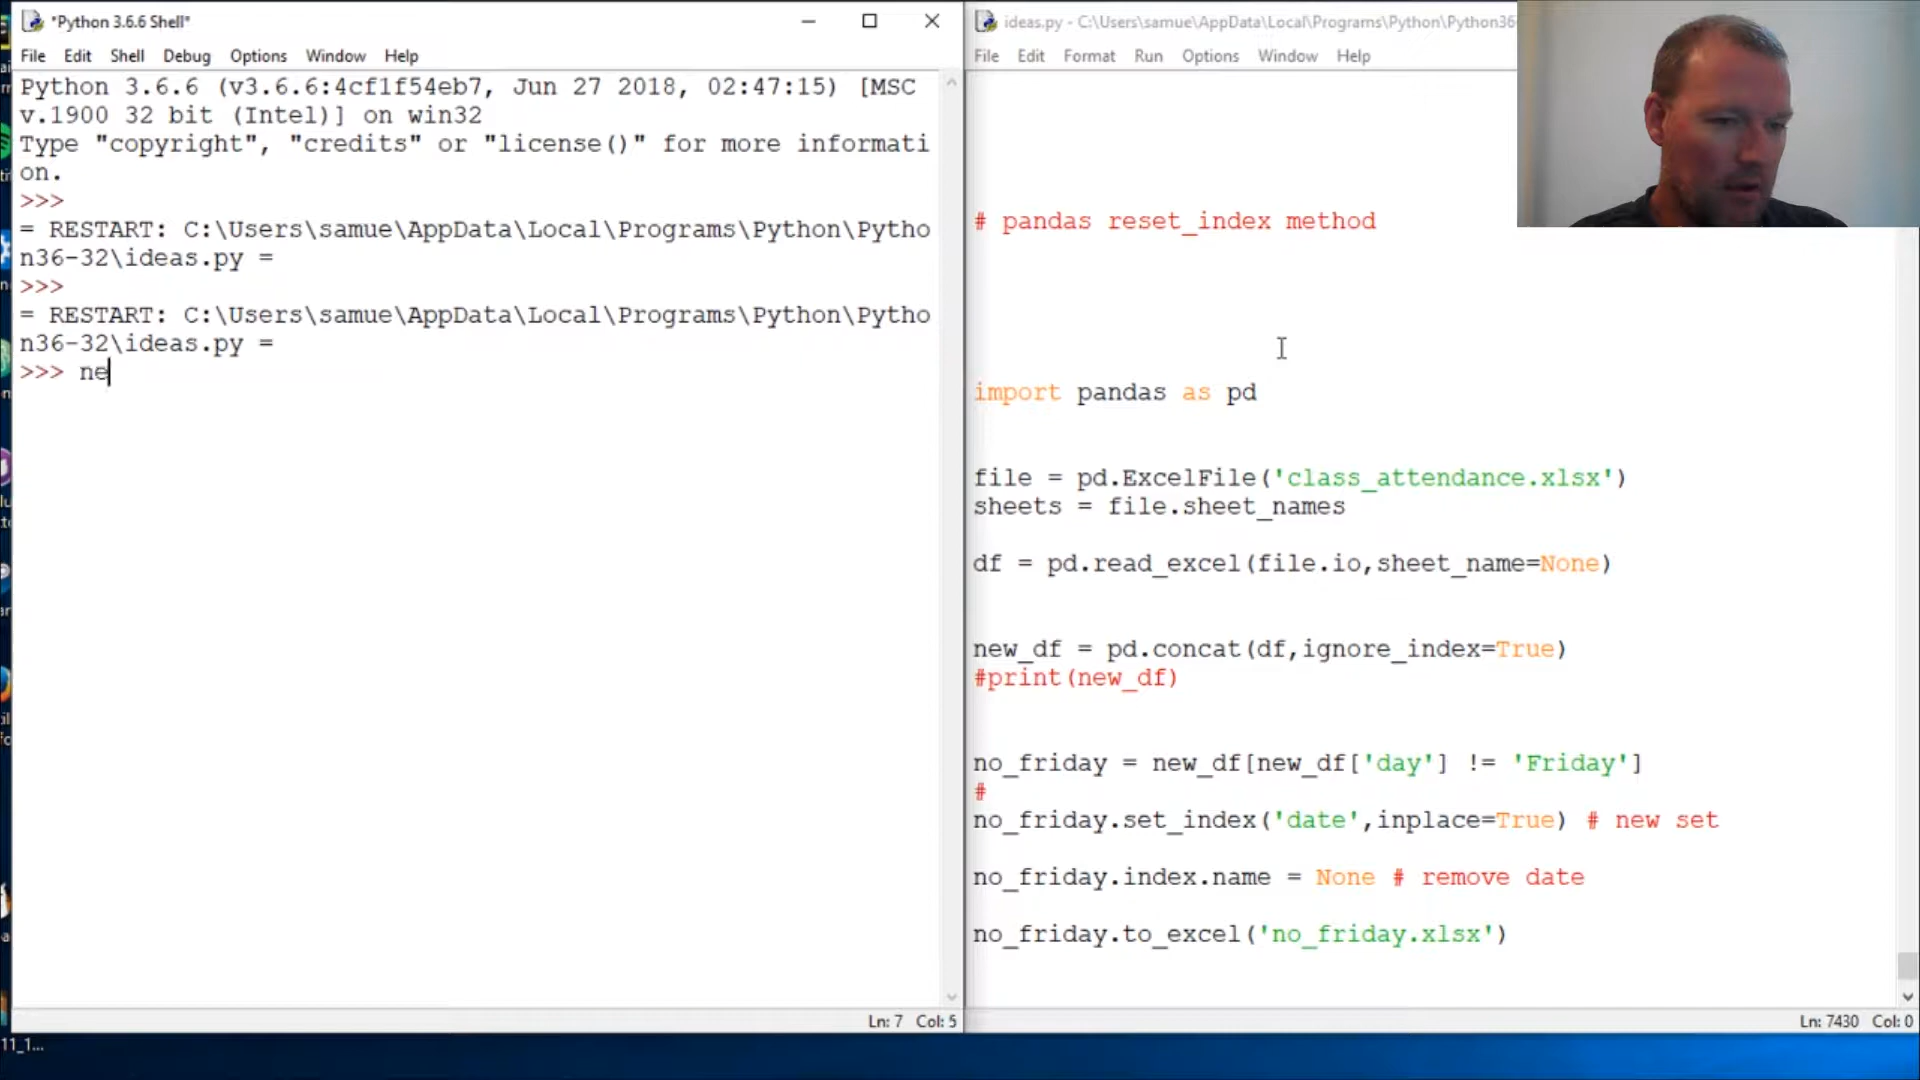 *Python 3.6.6 Shell*
File Edit Shell Debug Options Window Help
Python 3.6.6 (v3.6.6:4cf1f54eb7, Jun 27 2018, 02:47:15) [MSC
v.1900 32 bit (Intel)] on win32
Type "copyright", "credits" or "license()" for more informati
on.
>>>
= RESTART: C:\Users\samue\AppData\Local\Programs\Python\Pytho
n36-32\ideas.py =
>>>
= RESTART: C:\Users\samue\AppData\Local\Programs\Python\Pytho
n36-32\ideas.py =
>>> ne
Ln: 7 Col: 5
ideas.py - C:\Users\samue\AppData\Local\Programs\Python\Python36
File Edit Format Run Options Window Help
# pandas reset_index method
import pandas as pd
file = pd.ExcelFile('class_attendance.xlsx')
sheets = file.sheet_names
df = pd.read_excel(file.io,sheet_name=None)
new_df = pd.concat(df,ignore_index=True)
#print(new_df)
no_friday = new_df[new_df['day'] != 'Friday']
#
no_friday.set_index('date',inplace=True) # new set
no_friday.index.name = None # remove date
no_friday.to_excel('no_friday.xlsx')
Ln: 7430 Col: 0
11_1...